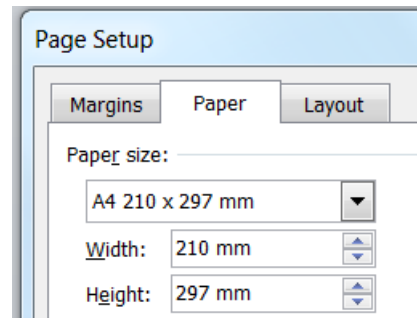 Page Setup
Margins Paper Layout
Paper size:
A4 210 x 297 mm
Width: 210 mm
Height: 297 mm